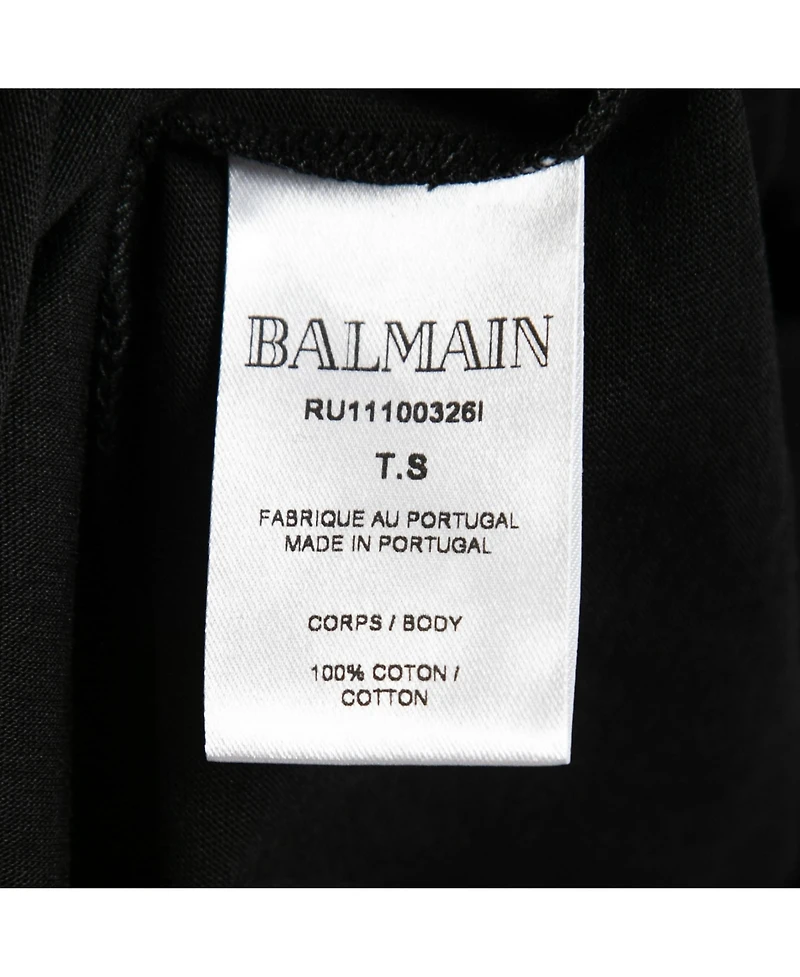 BALMAIN
RU11100326I
T.S
FABRIQUE AU PORTUGAL
MADE IN PORTUGAL
CORPS / BODY
100% COTON /
COTTON